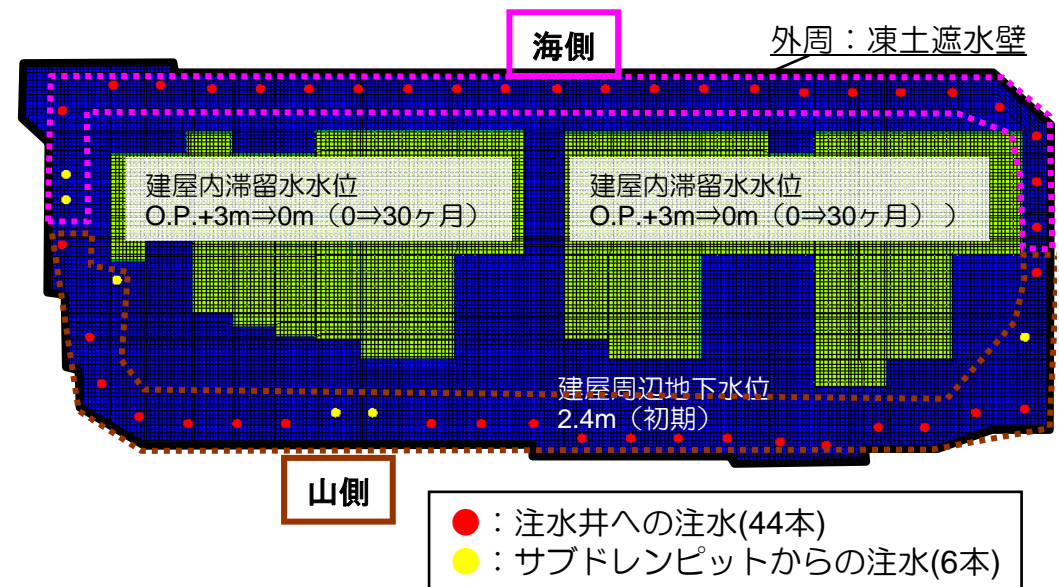 海側
外周：凍土遮水壁
建屋内滞留水水位
O.P.+3m⇒0m（0⇒30ヶ月）
建屋内滞留水水位
O.P.+3m⇒0m（0⇒30ヶ月））
建屋周辺地下水位
2.4m（初期）
山側
：注水井への注水(44本)
：サブドレンピットからの注水(6本)